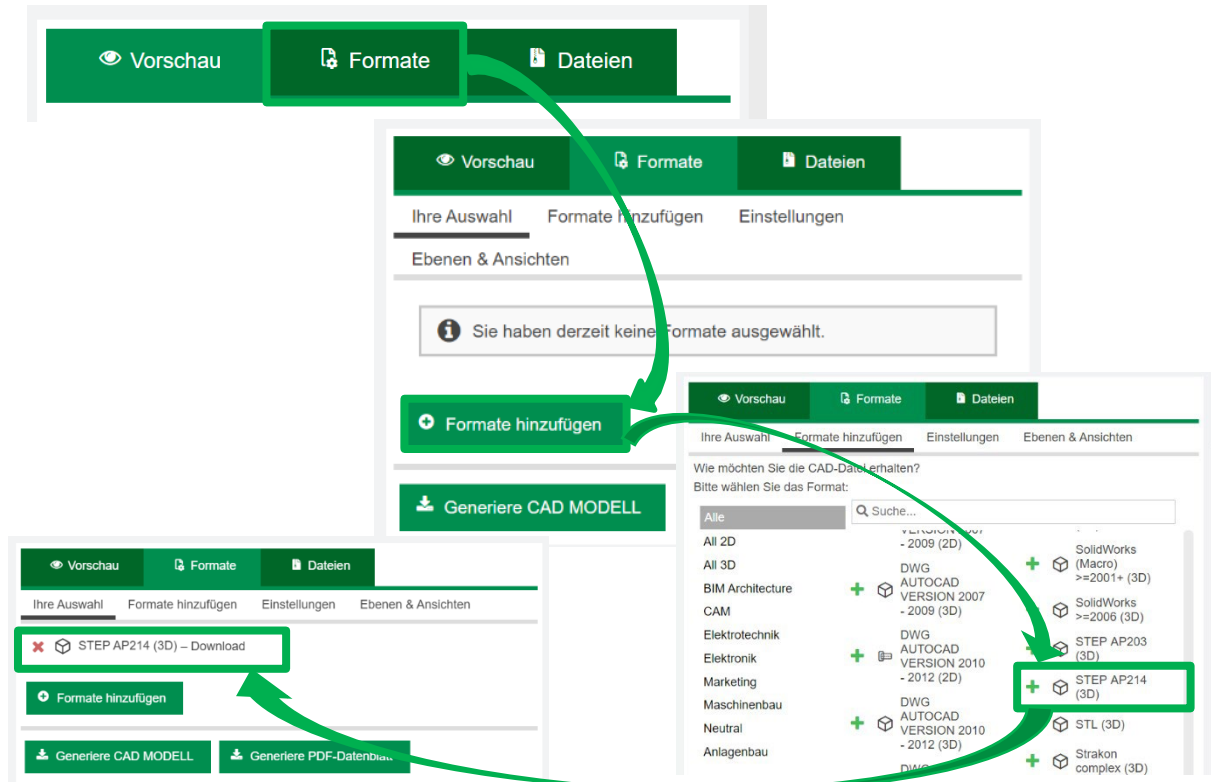 Vorschau Formate Dateien
Vorschau Formate Dateien
Ihre Auswahl Formate hinzufügen Einstellungen
Ebenen & Ansichten
Sie haben derzeit keine Formate ausgewählt.
Formate hinzufügen
Generiere CAD MODELL
Vorschau Formate Dateien
Ihre Auswahl Formate hinzufügen Einstellungen Ebenen & Ansichten
Wie möchten Sie die CAD-Datei erhalten?
Bitte wählen Sie das Format:
Suche...
Alle
All 2D
All 3D
BIM Architecture
CAM
Elektrotechnik
Elektronik
Marketing
Maschinenbau
Neutral
Anlagenbau
VERSION 2007
- 2009 (2D)
DWG
AUTOCAD
VERSION 2007
- 2009 (3D)
DWG
AUTOCAD
VERSION 2010
- 2012 (2D)
DWG
AUTOCAD
VERSION 2010
- 2012 (3D)
DWG
SolidWorks
(Macro)
>=2001+ (3D)
SolidWorks
>=2006 (3D)
STEP AP203
(3D)
STEP AP214
(3D)
STL (3D)
Strakon
complex (3D)
Vorschau Formate Dateien
Ihre Auswahl Formate hinzufügen Einstellungen Ebenen & Ansichten
STEP AP214 (3D) – Download
Formate hinzufügen
Generiere CAD MODELL Generiere PDF-Datenblatt